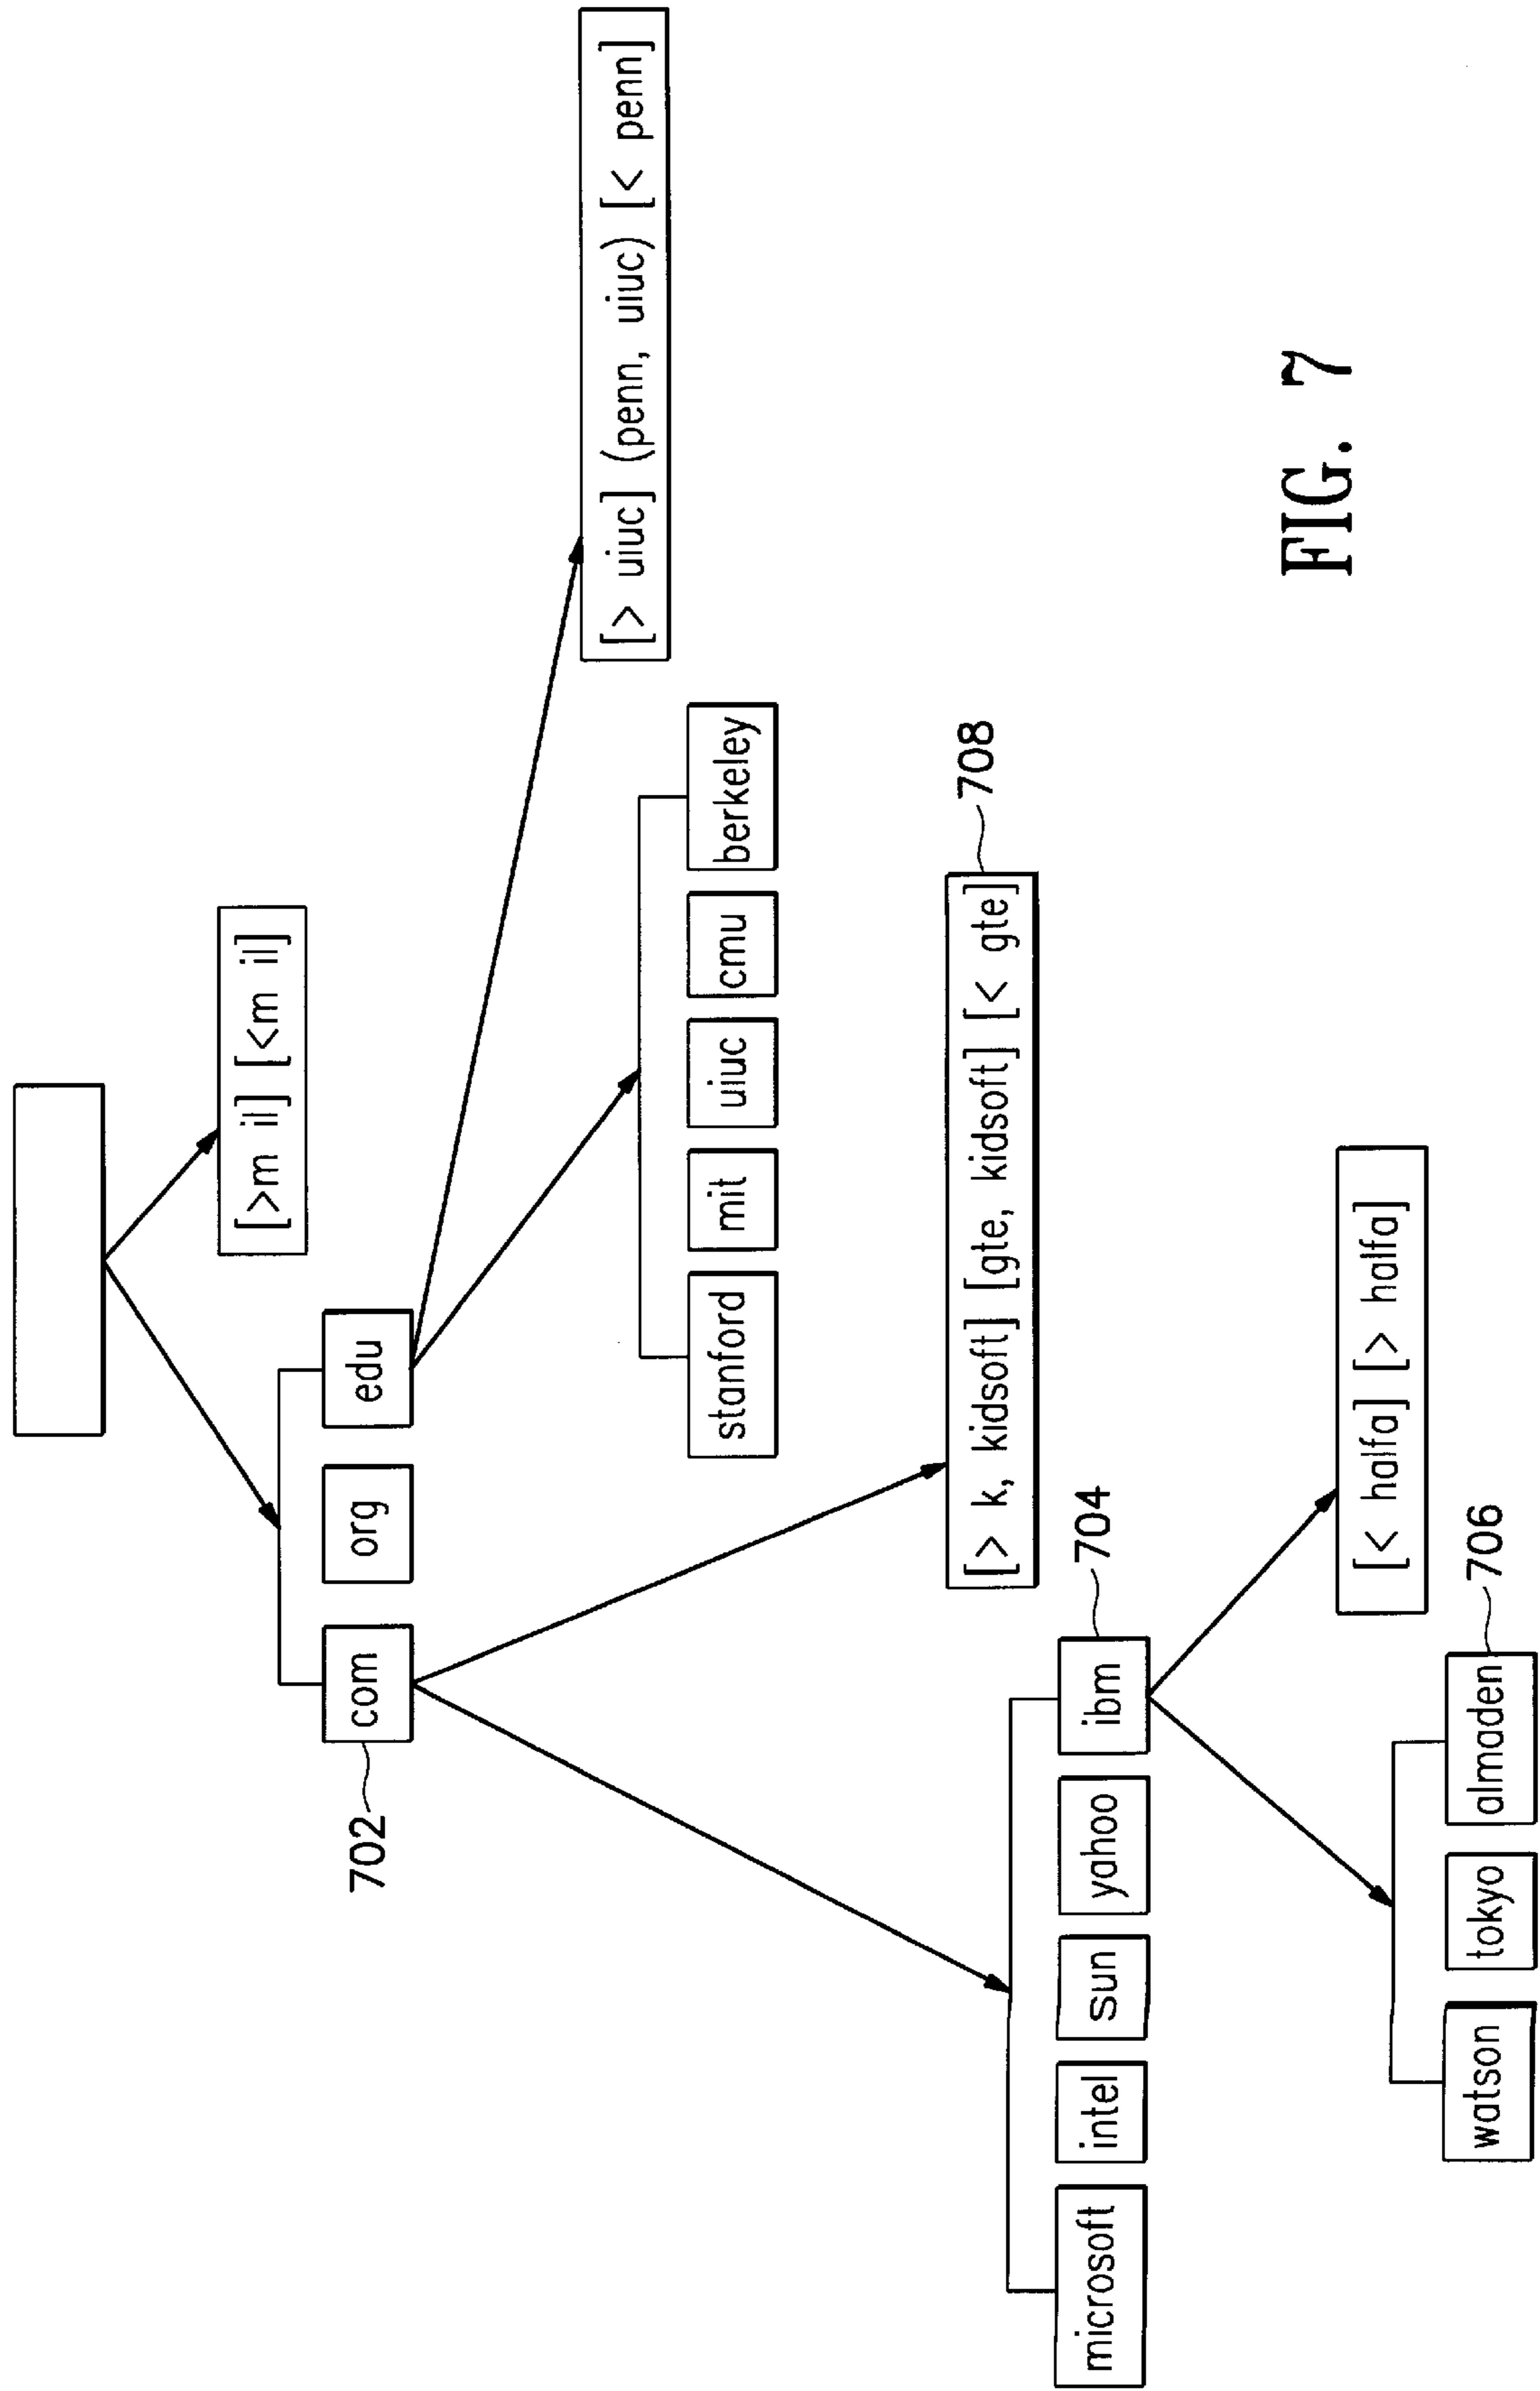 [>m il] [<m il]
com
org
edu
702
[> uiuc] (penn, uiuc) [< penn]
stanford
mit
uiuc
cmu
berkeley
[> k, kidsoft] [gte, kidsoft] [< gte]
708
microsoft
intel
sun
yahoo
ibm
704
[< halfa] [> halfa]
watson
tokyo
almaden
706
FIG. 7